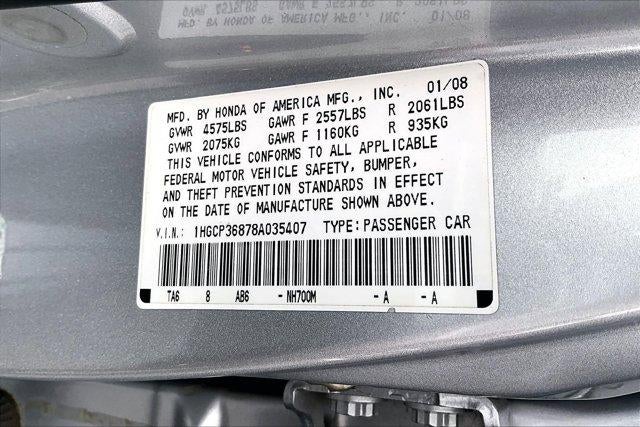 MFD. BY HONDA OF AMERICA MFG., INC. 01/08
GVWR 4575LBS GAWR F 2557LBS R 2061LBS
GVWR 2075KG GAWR F 1160KG R 935KG
THIS VEHICLE CONFORMS TO ALL APPLICABLE
FEDERAL MOTOR VEHICLE SAFETY, BUMPER,
AND THEFT PREVENTION STANDARDS IN EFFECT
ON THE DATE OF MANUFACTURE SHOWN ABOVE.
V.I.N.: 1HGCP36878A035407 TYPE: PASSENGER CAR
TA6 8 AB6 - NH700M - A - A